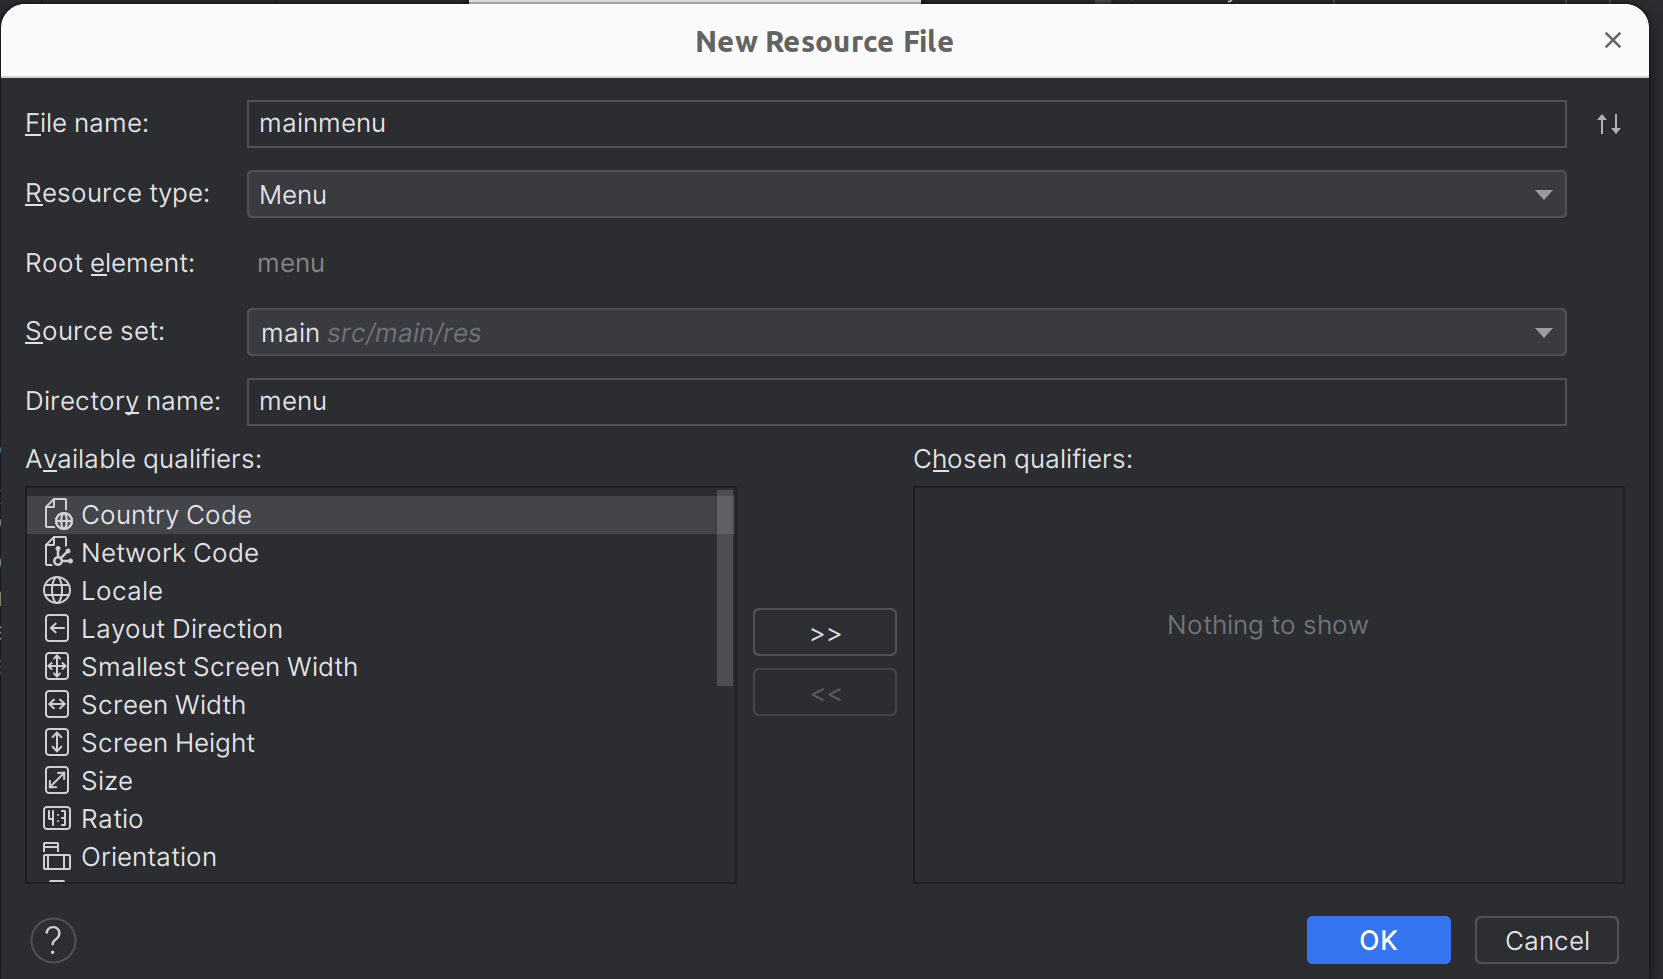 New Resource File
File name: mainmenu
Resource type: Menu
Root element: menu
Source set: main src/main/res
Directory name: menu
Available qualifiers:
Country Code
Network Code
Locale
Layout Direction
Smallest Screen Width
Screen Width
Screen Height
Size
4:3 Ratio
Orientation
>>
<<
Chosen qualifiers:
Nothing to show
?
OK
Cancel